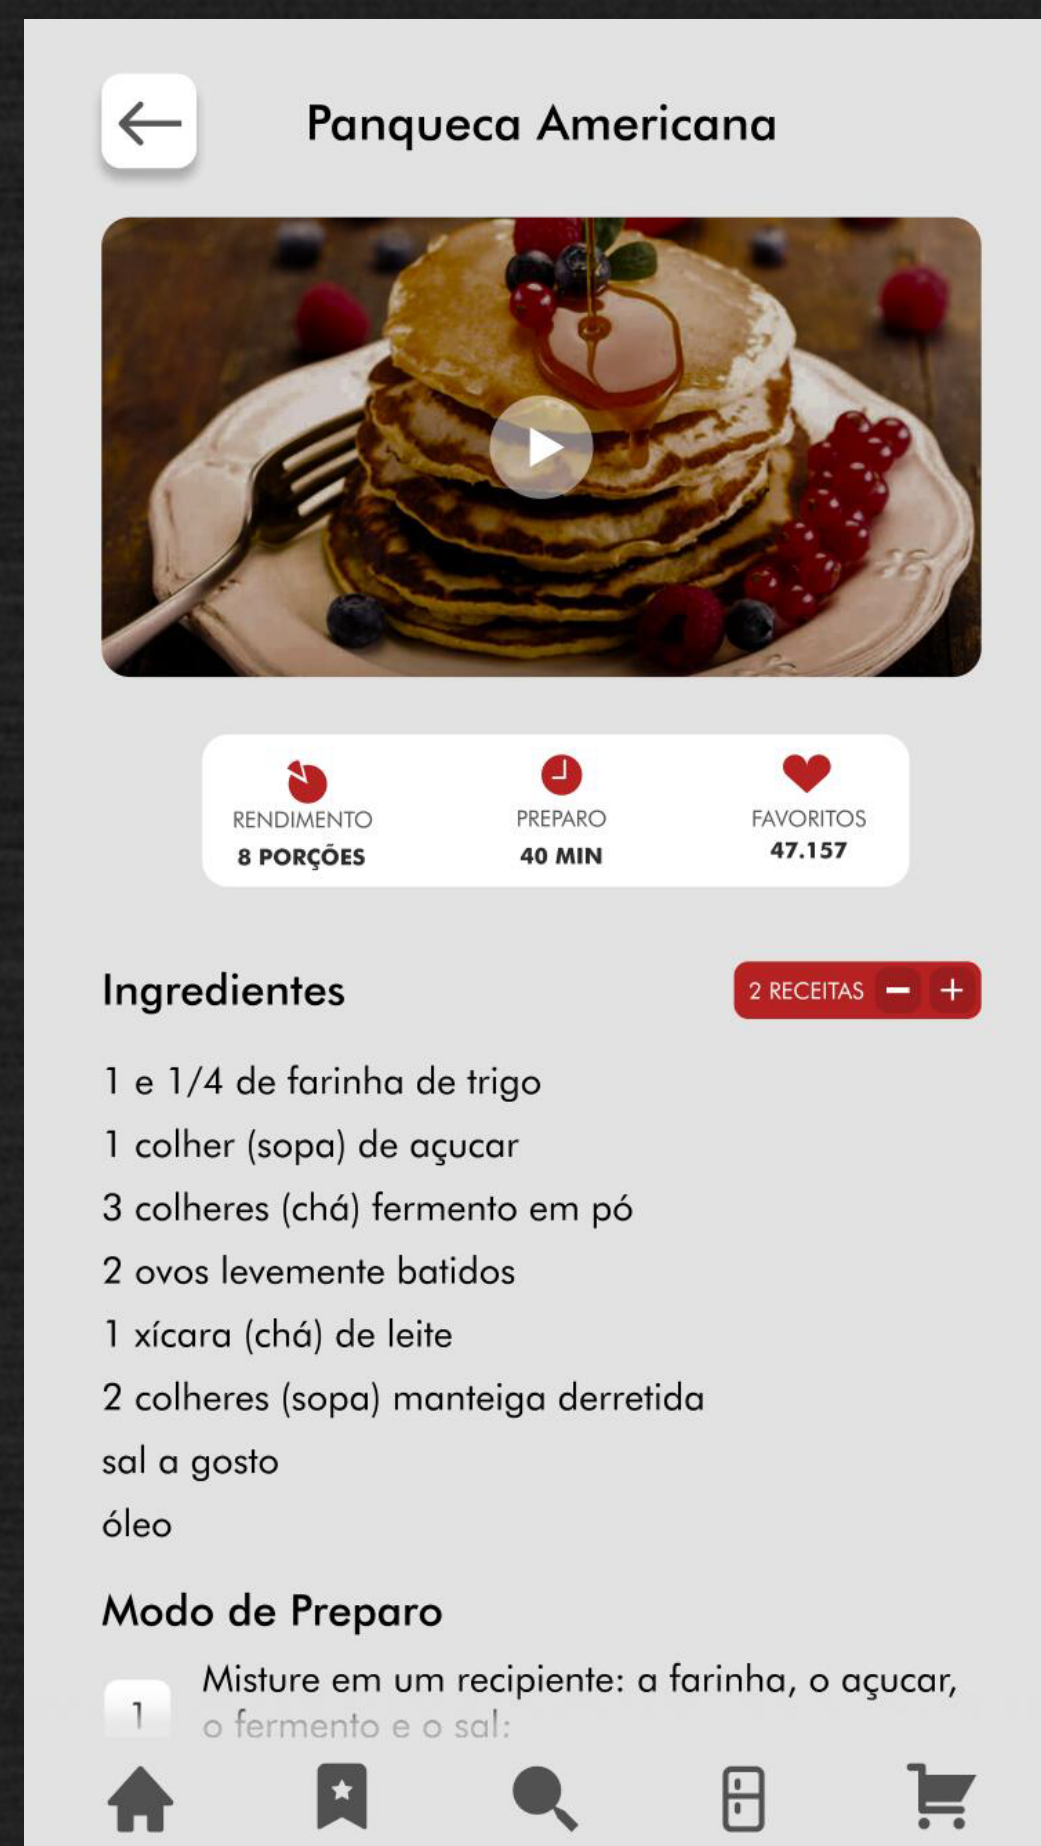 Panqueca Americana
RENDIMENTO
8 PORÇÕES
PREPARO
40 MIN
FAVORITOS
47.157
Ingredientes
2 RECEITAS − +
1 e 1/4 de farinha de trigo
1 colher (sopa) de açucar
3 colheres (chá) fermento em pó
2 ovos levemente batidos
1 xícara (chá) de leite
2 colheres (sopa) manteiga derretida
sal a gosto
óleo
Modo de Preparo
1
Misture em um recipiente: a farinha, o açucar,
o fermento e o sal: